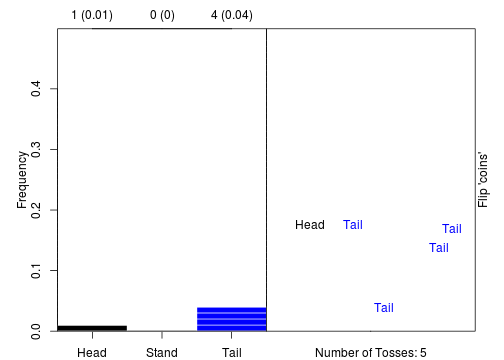 1 (0.01) 0 (0) 4 (0.04)
Frequency
0.4
0.3
0.2
0.1
0.0
Head Stand Tail
Head Tail
Tail
Tail
Tail
Number of Tosses: 5
Flip 'coins'